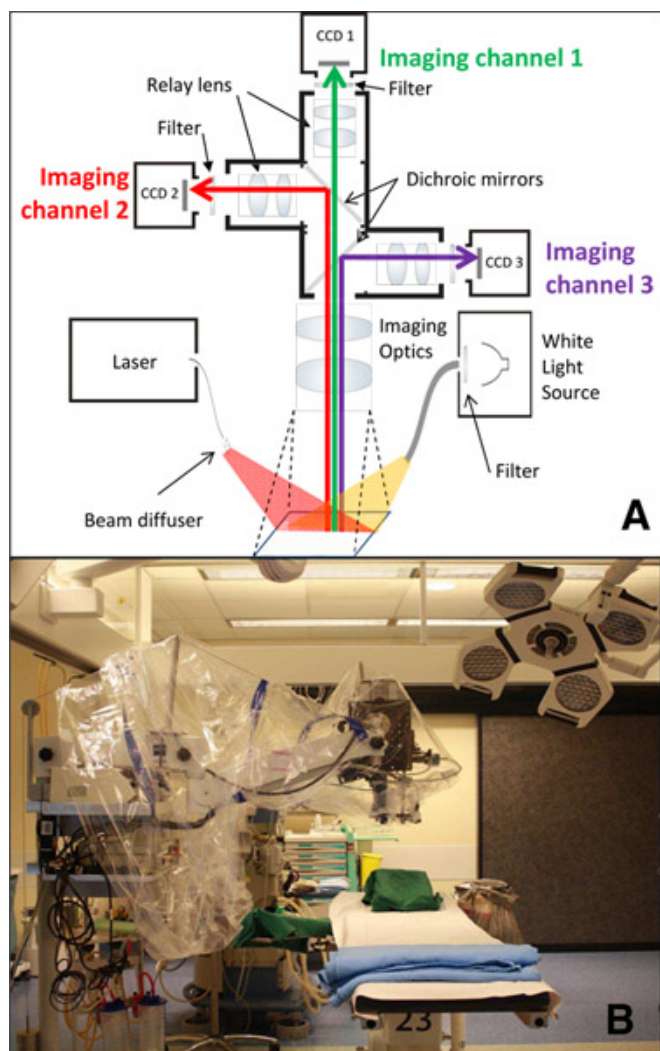 CCD 1
Imaging channel 1
Relay lens
Filter
Filter
Imaging
channel 2
CCD 2
Dichroic mirrors
Imaging
channel 3
CCD 3
Imaging
Optics
Laser
White
Light
Source
Filter
Beam diffuser
A
23
B